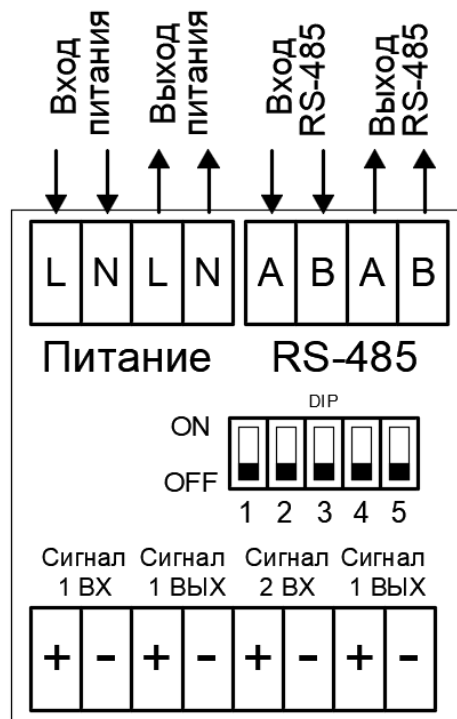 Вход
питания
Выход
питания
Вход
RS-485
Выход
RS-485
L N L N A B A B
Питание RS-485
DIP
ON
OFF
1 2 3 4 5
Сигнал Сигнал Сигнал Сигнал
1 ВХ 1 ВЫХ 2 ВХ 1 ВЫХ
+ - + - + - + -